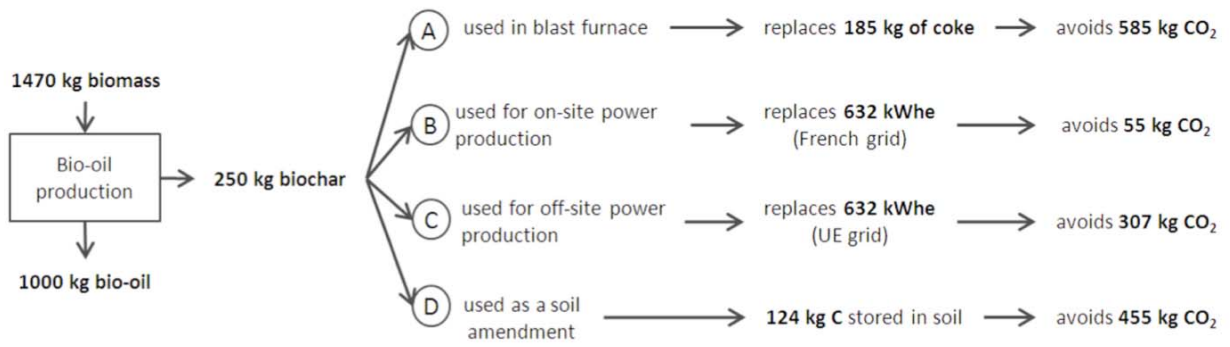 1470 kg biomass
Bio-oil
production
1000 kg bio-oil
250 kg biochar
A used in blast furnace replaces 185 kg of coke avoids 585 kg CO₂
B used for on-site power
production
replaces 632 kWhe
(French grid)
avoids 55 kg CO₂
C used for off-site power
production
replaces 632 kWhe
(UE grid)
avoids 307 kg CO₂
D used as a soil
amendment
124 kg C stored in soil avoids 455 kg CO₂